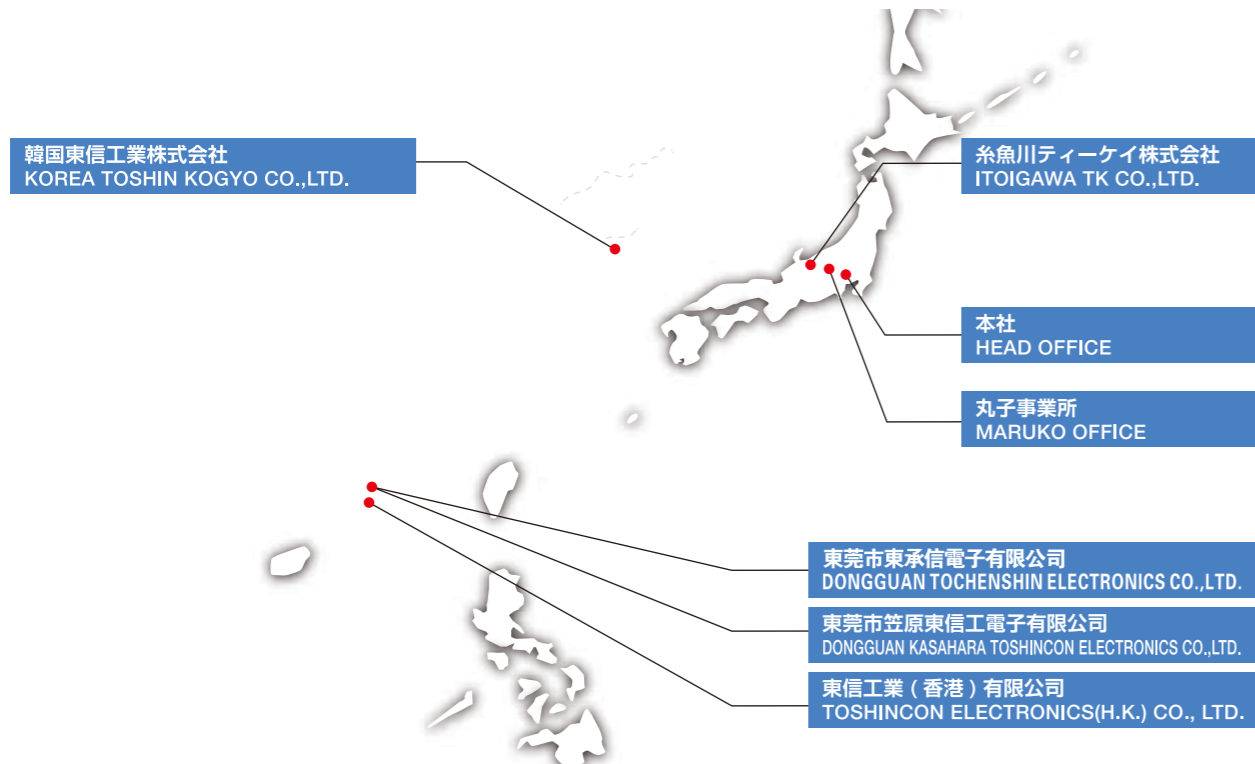 韓国東信工業株式会社
KOREA TOSHIN KOGYO CO.,LTD.
糸魚川ティーケイ株式会社
ITOIGAWA TK CO.,LTD.
本社
HEAD OFFICE
丸子事業所
MARUKO OFFICE
東莞市東承信電子有限公司
DONGGUAN TOCHENSHIN ELECTRONICS CO.,LTD.
東莞市笠原東信工電子有限公司
DONGGUAN KASAHARA TOSHINCON ELECTRONICS CO.,LTD.
東信工業 ( 香港 ) 有限公司
TOSHINCON ELECTRONICS(H.K.) CO., LTD.